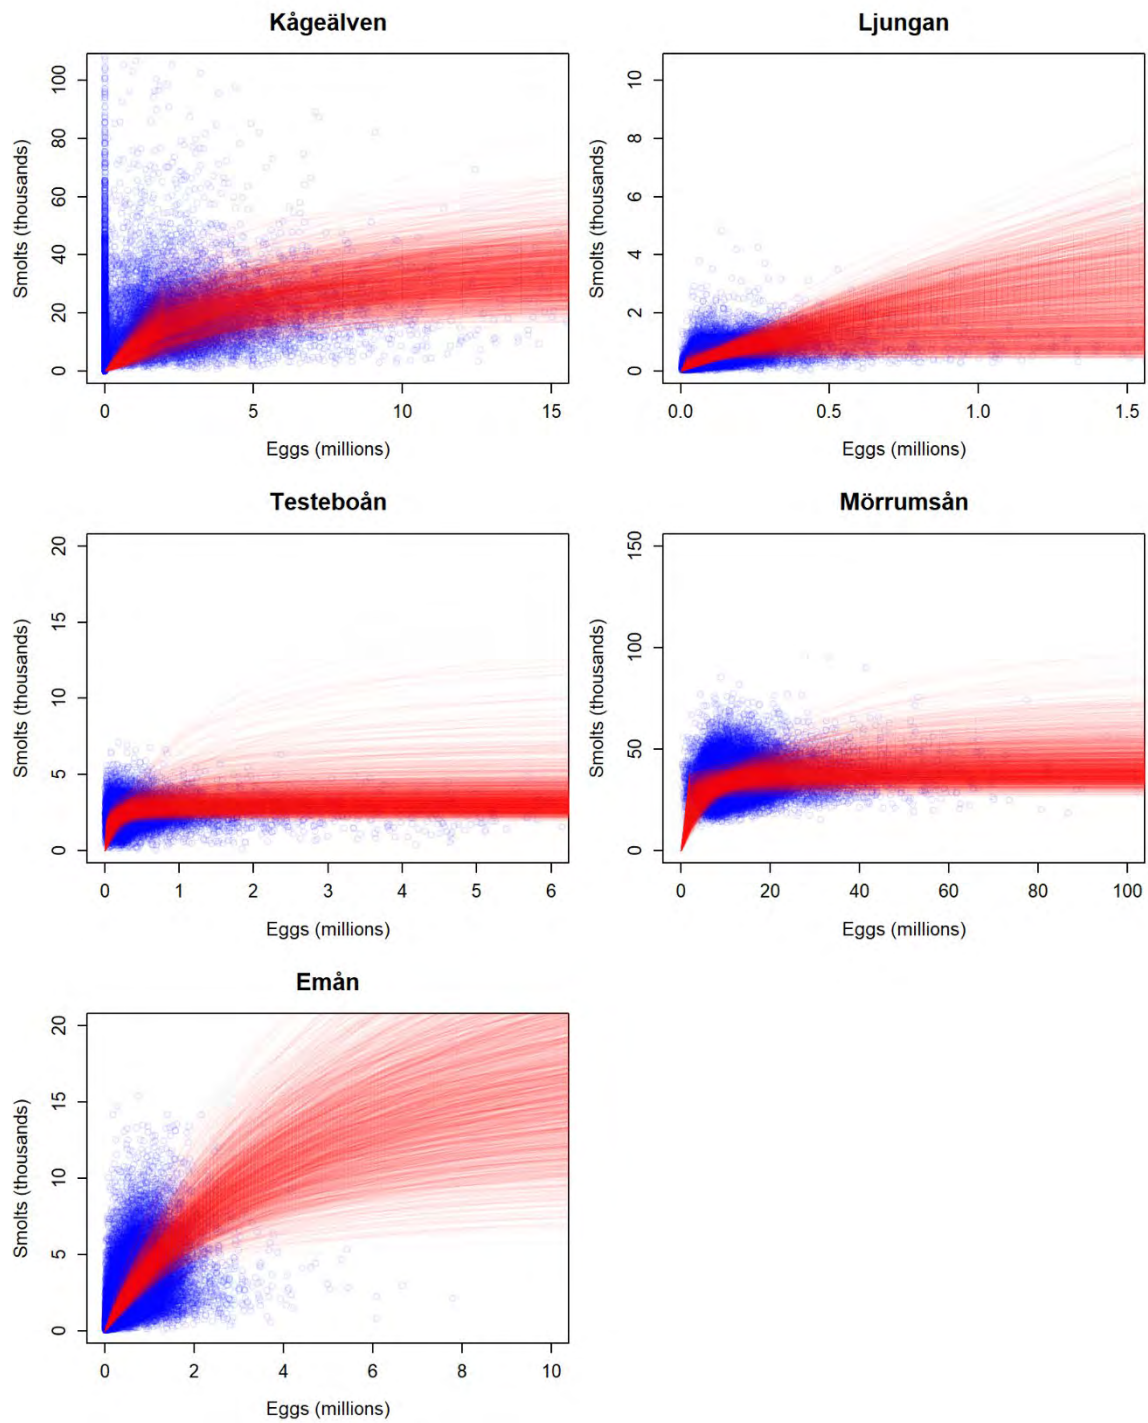 Kågeälven
Smolts (thousands)
100
80
60
40
20
0
0 5 10 15
Eggs (millions)
Ljungan
Smolts (thousands)
10
8
6
4
2
0
0.0 0.5 1.0 1.5
Eggs (millions)
Testeboån
Smolts (thousands)
20
15
10
5
0
0 1 2 3 4 5 6
Eggs (millions)
Mörrumsån
Smolts (thousands)
150
100
50
0
0 20 40 60 80 100
Eggs (millions)
Emån
Smolts (thousands)
20
15
10
5
0
0 2 4 6 8 10
Eggs (millions)